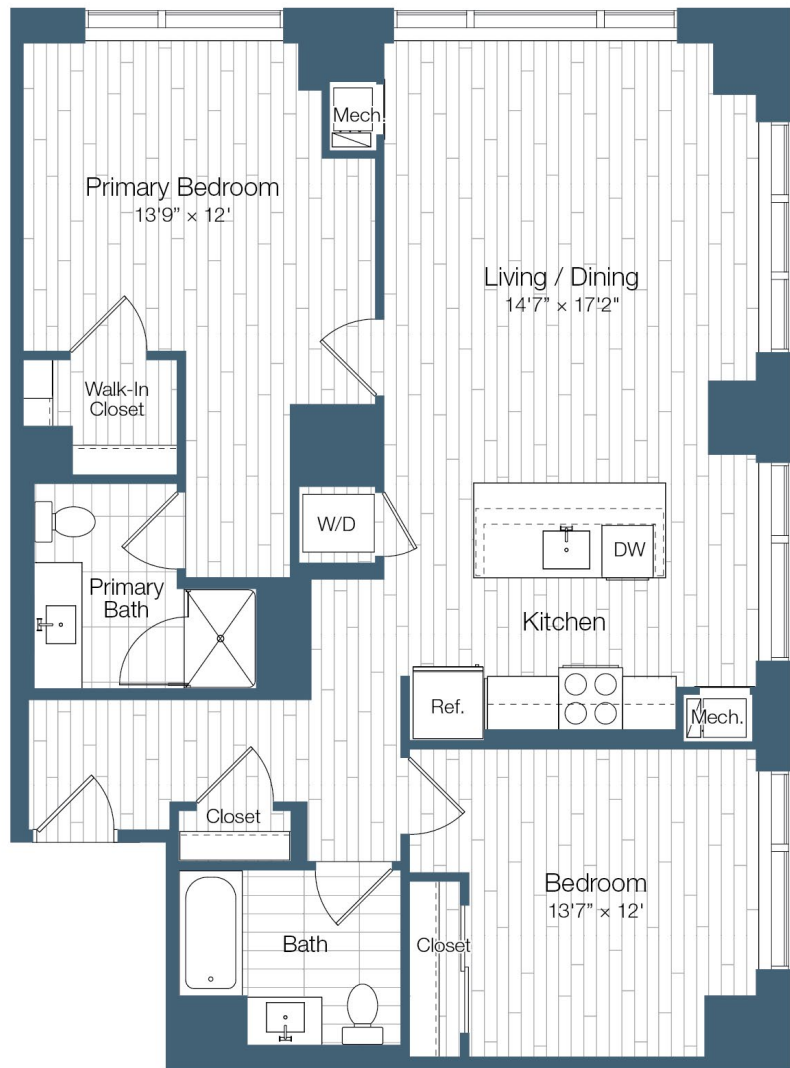 Mech.
Primary Bedroom
13'9” × 12'
Living / Dining
14'7” × 17'2"
Walk-In
Closet
W/D
DW
Primary
Bath
Kitchen
Ref.
Mech.
Closet
Bedroom
13'7” × 12'
Bath
Closet